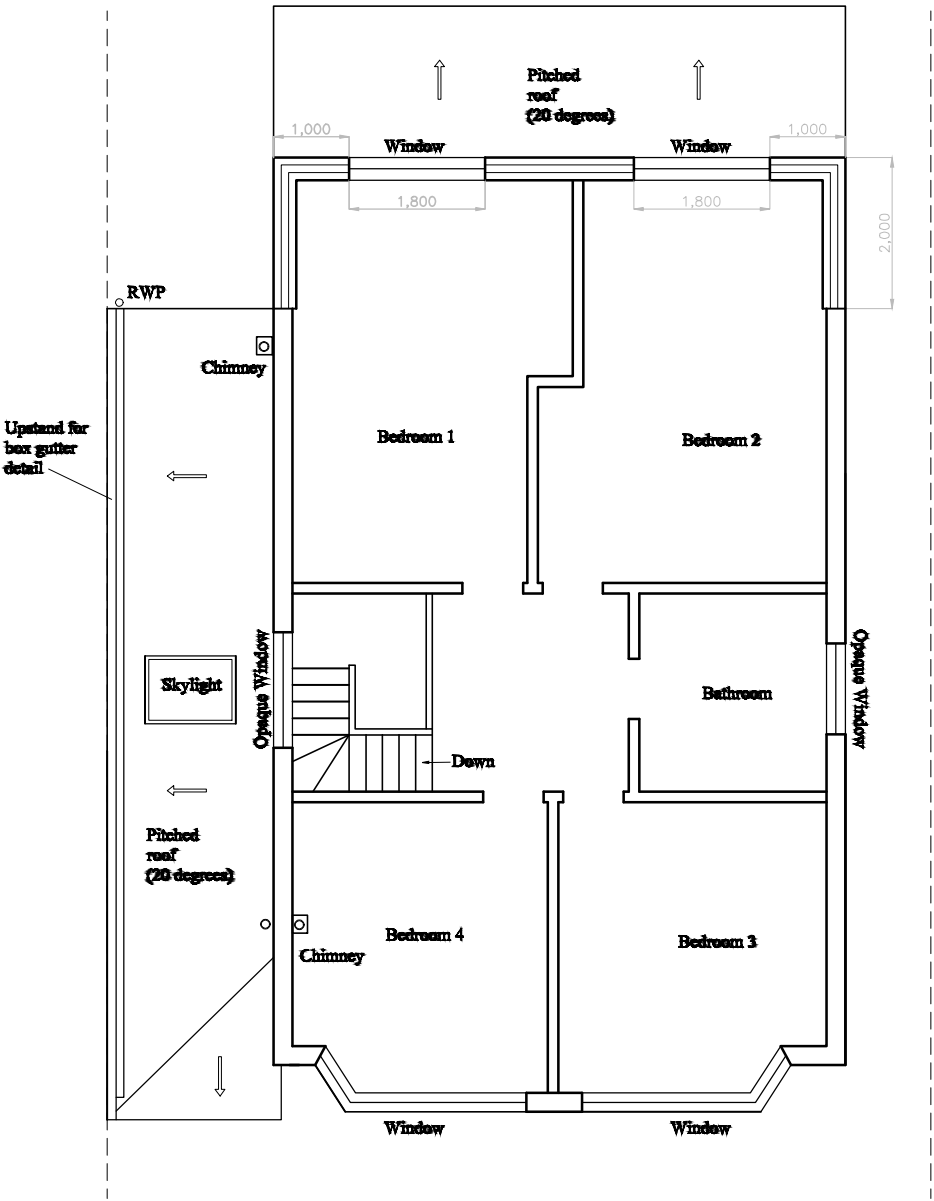 Pitched
roof
(20 degrees)
1,000
Window
Window
1,000
1,800
1,800
2,000
RWP
Chimney
Upstand for
box gutter
detail
Bedroom 1
Bedroom 2
Opaque Window
Skylight
Bathroom
Opaque Window
Down
Pitched
roof
(20 degrees)
Bedroom 4
Bedroom 3
Chimney
Window
Window